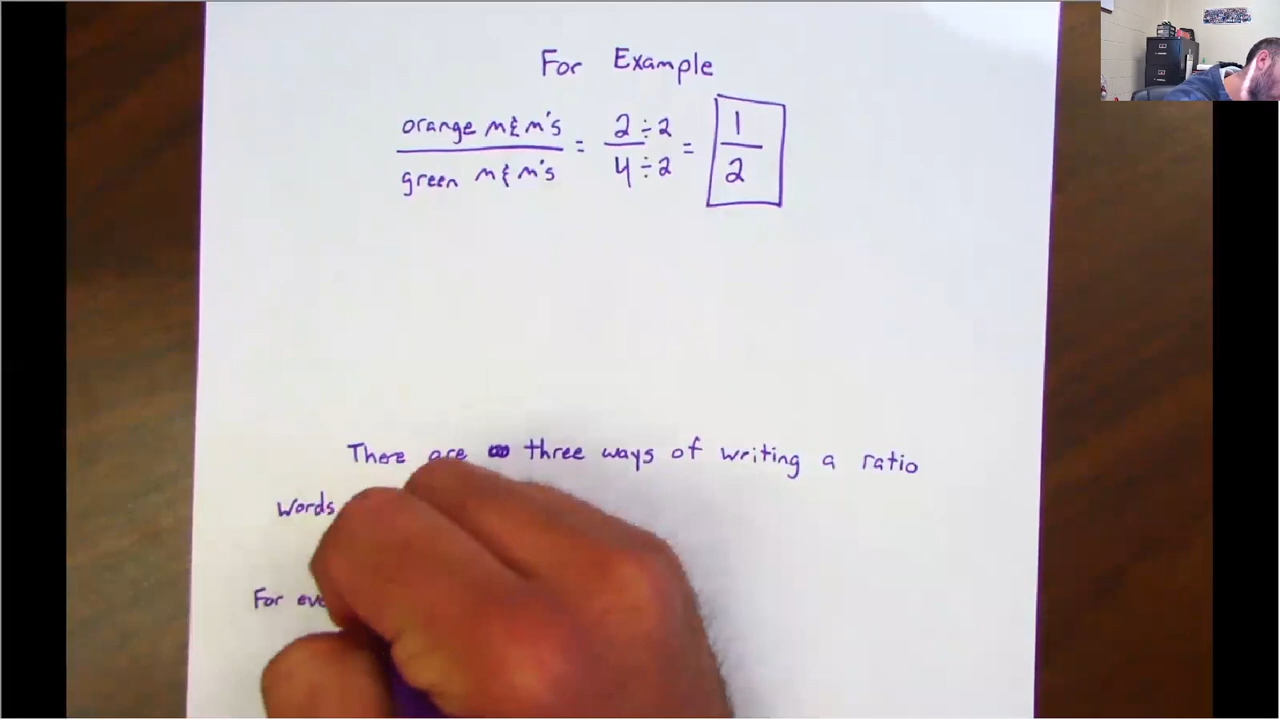 For Example
orange M&M's = 2 ÷ 2 = 1
green M&M's 4 ÷ 2 2
There are three ways of writing a ratio
Words
For